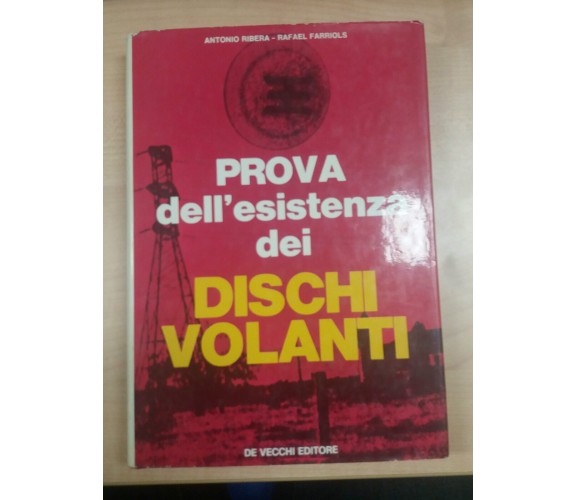 ANTONIO RIBERA - RAFAEL FARRIOLS
PROVA
dell'esistenza
dei
DISCHI
VOLANTI
DE VECCHI EDITORE